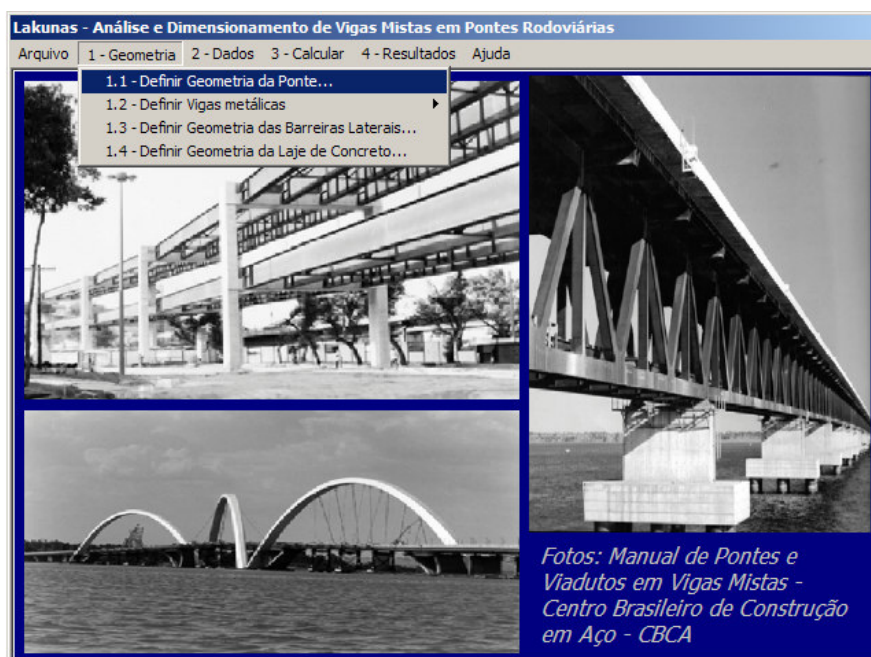 Lakunas - Análise e Dimensionamento de Vigas Mistas em Pontes Rodoviárias
Arquivo 1 - Geometria 2 - Dados 3 - Calcular 4 - Resultados Ajuda
1.1 - Definir Geometria da Ponte...
1.2 - Definir Vigas metálicas
1.3 - Definir Geometria das Barreiras Laterais...
1.4 - Definir Geometria da Laje de Concreto...
Fotos: Manual de Pontes e
Viadutos em Vigas Mistas -
Centro Brasileiro de Construção
em Aço - CBCA